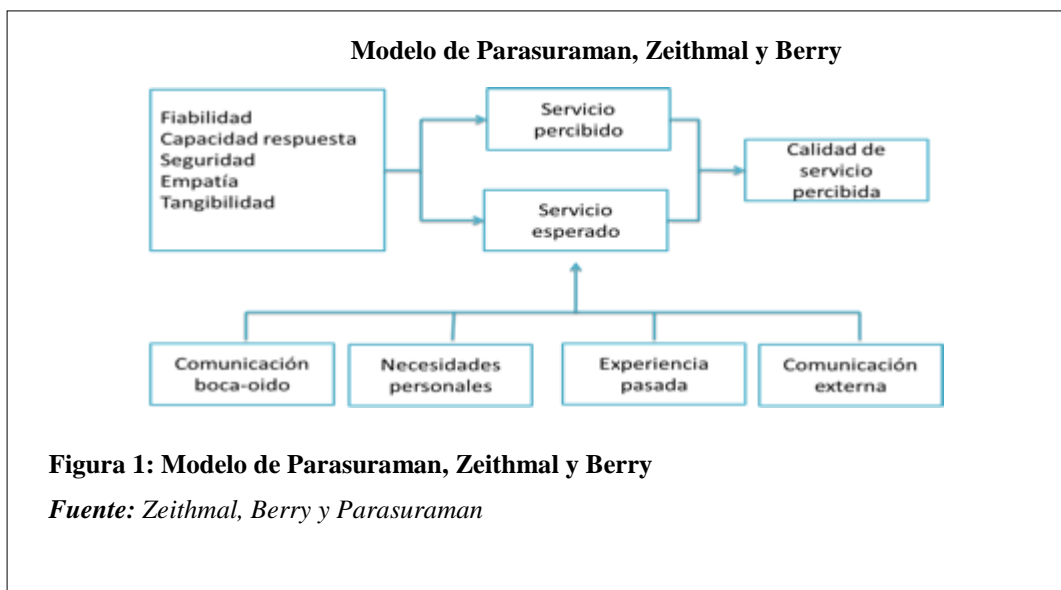 Modelo de Parasuraman, Zeithmal y Berry
Fiabilidad
Capacidad respuesta
Seguridad
Empatía
Tangibilidad
Servicio
percibido
Servicio
esperado
Calidad de
servicio
percibida
Comunicación
boca-oido
Necesidades
personales
Experiencia
pasada
Comunicación
externa
Figura 1: Modelo de Parasuraman, Zeithmal y Berry
Fuente: Zeithmal, Berry y Parasuraman